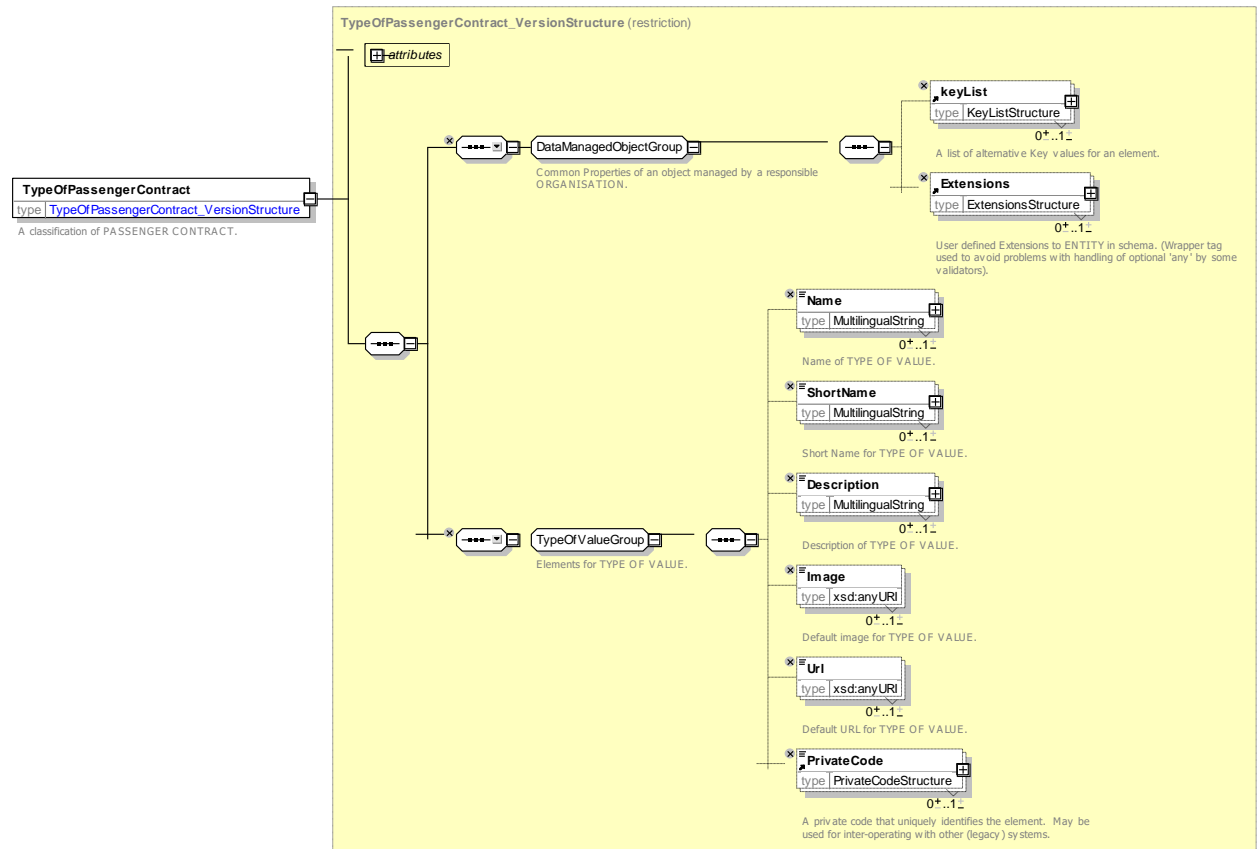 TypeOfPassengerContract_VersionStructure (restriction)
attributes
keyList
type KeyListStructure
0..1
A list of alternative Key values for an element.
DataManagedObjectGroup
Common Properties of an object managed by a responsible
ORGANISATION.
Extensions
type ExtensionsStructure
0..1
User defined Extensions to ENTITY in schema. (Wrapper tag
used to avoid problems with handling of optional 'any' by some
validators).
TypeOfPassengerContract
type TypeOfPassengerContract_VersionStructure
A classification of PASSENGER CONTRACT.
Name
type MultilingualString
0..1
Name of TYPE OF VALUE.
ShortName
type MultilingualString
0..1
Short Name for TYPE OF VALUE.
Description
type MultilingualString
0..1
Description of TYPE OF VALUE.
TypeOfValueGroup
Elements for TYPE OF VALUE.
Image
type xsd:anyURI
0..1
Default image for TYPE OF VALUE.
Url
type xsd:anyURI
0..1
Default URL for TYPE OF VALUE.
PrivateCode
type PrivateCodeStructure
0..1
A private code that uniquely identifies the element. May be
used for inter-operating with other (legacy) systems.